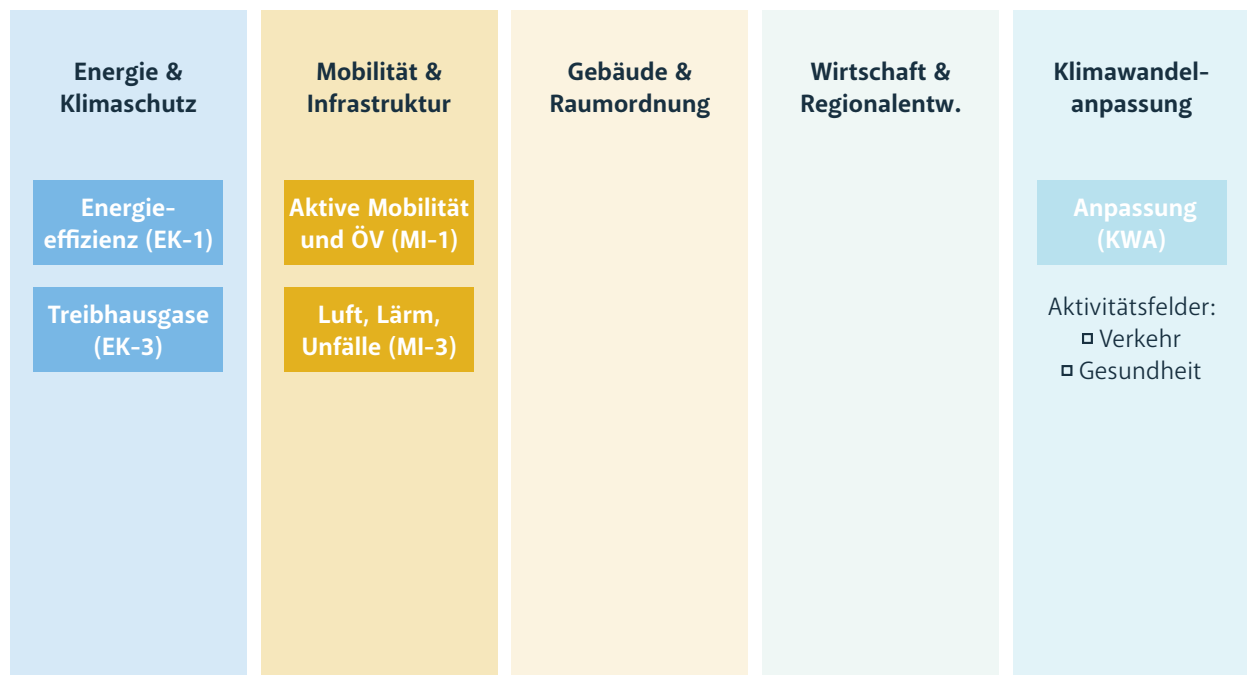 Energie &
Klimaschutz
Energie-
effizienz (EK-1)
Treibhausgase
(EK-3)
Mobilität &
Infrastruktur
Aktive Mobilität
und ÖV (MI-1)
Luft, Lärm,
Unfälle (MI-3)
Gebäude &
Raumordnung
Wirtschaft &
Regionalentw.
Klimawandel-
anpassung
Anpassung
(KWA)
Aktivitätsfelder:
Verkehr
Gesundheit